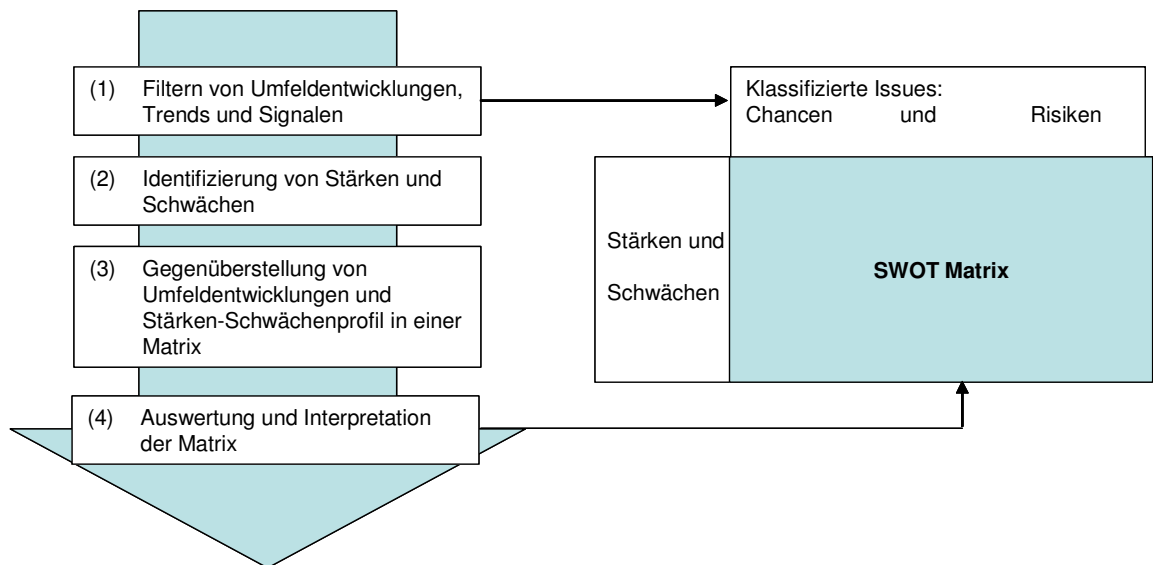 (1) Filtern von Umfeldentwicklungen,
Trends und Signalen
(2) Identifizierung von Stärken und
Schwächen
(3) Gegenüberstellung von
Umfeldentwicklungen und
Stärken-Schwächenprofil in einer
Matrix
(4) Auswertung und Interpretation
der Matrix
Klassifizierte Issues:
Chancen und Risiken
Stärken und
Schwächen
SWOT Matrix